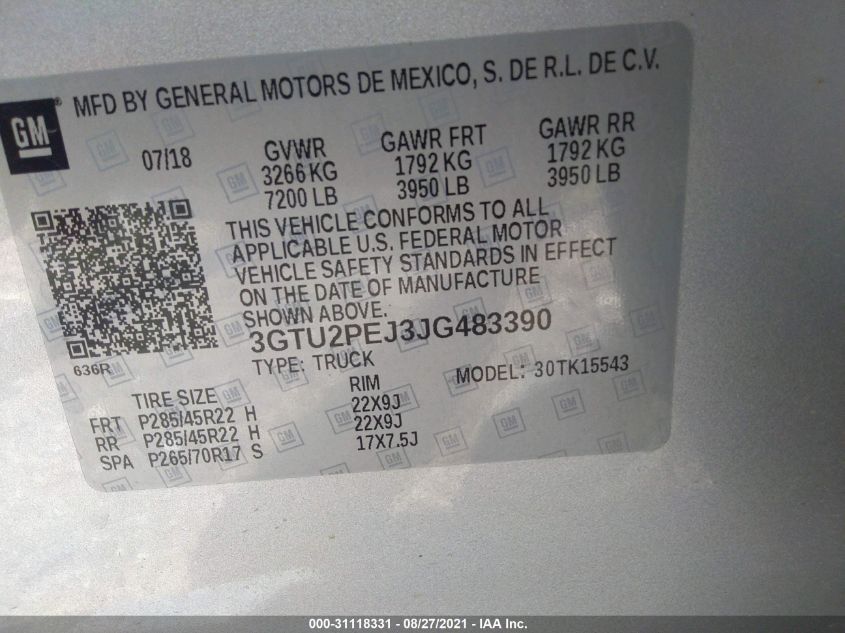 MFD BY GENERAL MOTORS DE MEXICO, S. DE R.L. DE C.V.
GM ®
07/18 GVWR GAWR FRT GAWR RR
3266 KG 1792 KG 1792 KG
7200 LB 3950 LB 3950 LB
THIS VEHICLE CONFORMS TO ALL
APPLICABLE U.S. FEDERAL MOTOR
VEHICLE SAFETY STANDARDS IN EFFECT
ON THE DATE OF MANUFACTURE
SHOWN ABOVE.
3GTU2PEJ3JG483390
636R
TYPE: TRUCK MODEL: 30TK15543
TIRE SIZE RIM
FRT P285/45R22 H 22X9J
RR P285/45R22 H 22X9J
SPA P265/70R17 S 17X7.5J
000-31118331 - 08/27/2021 - IAA Inc.